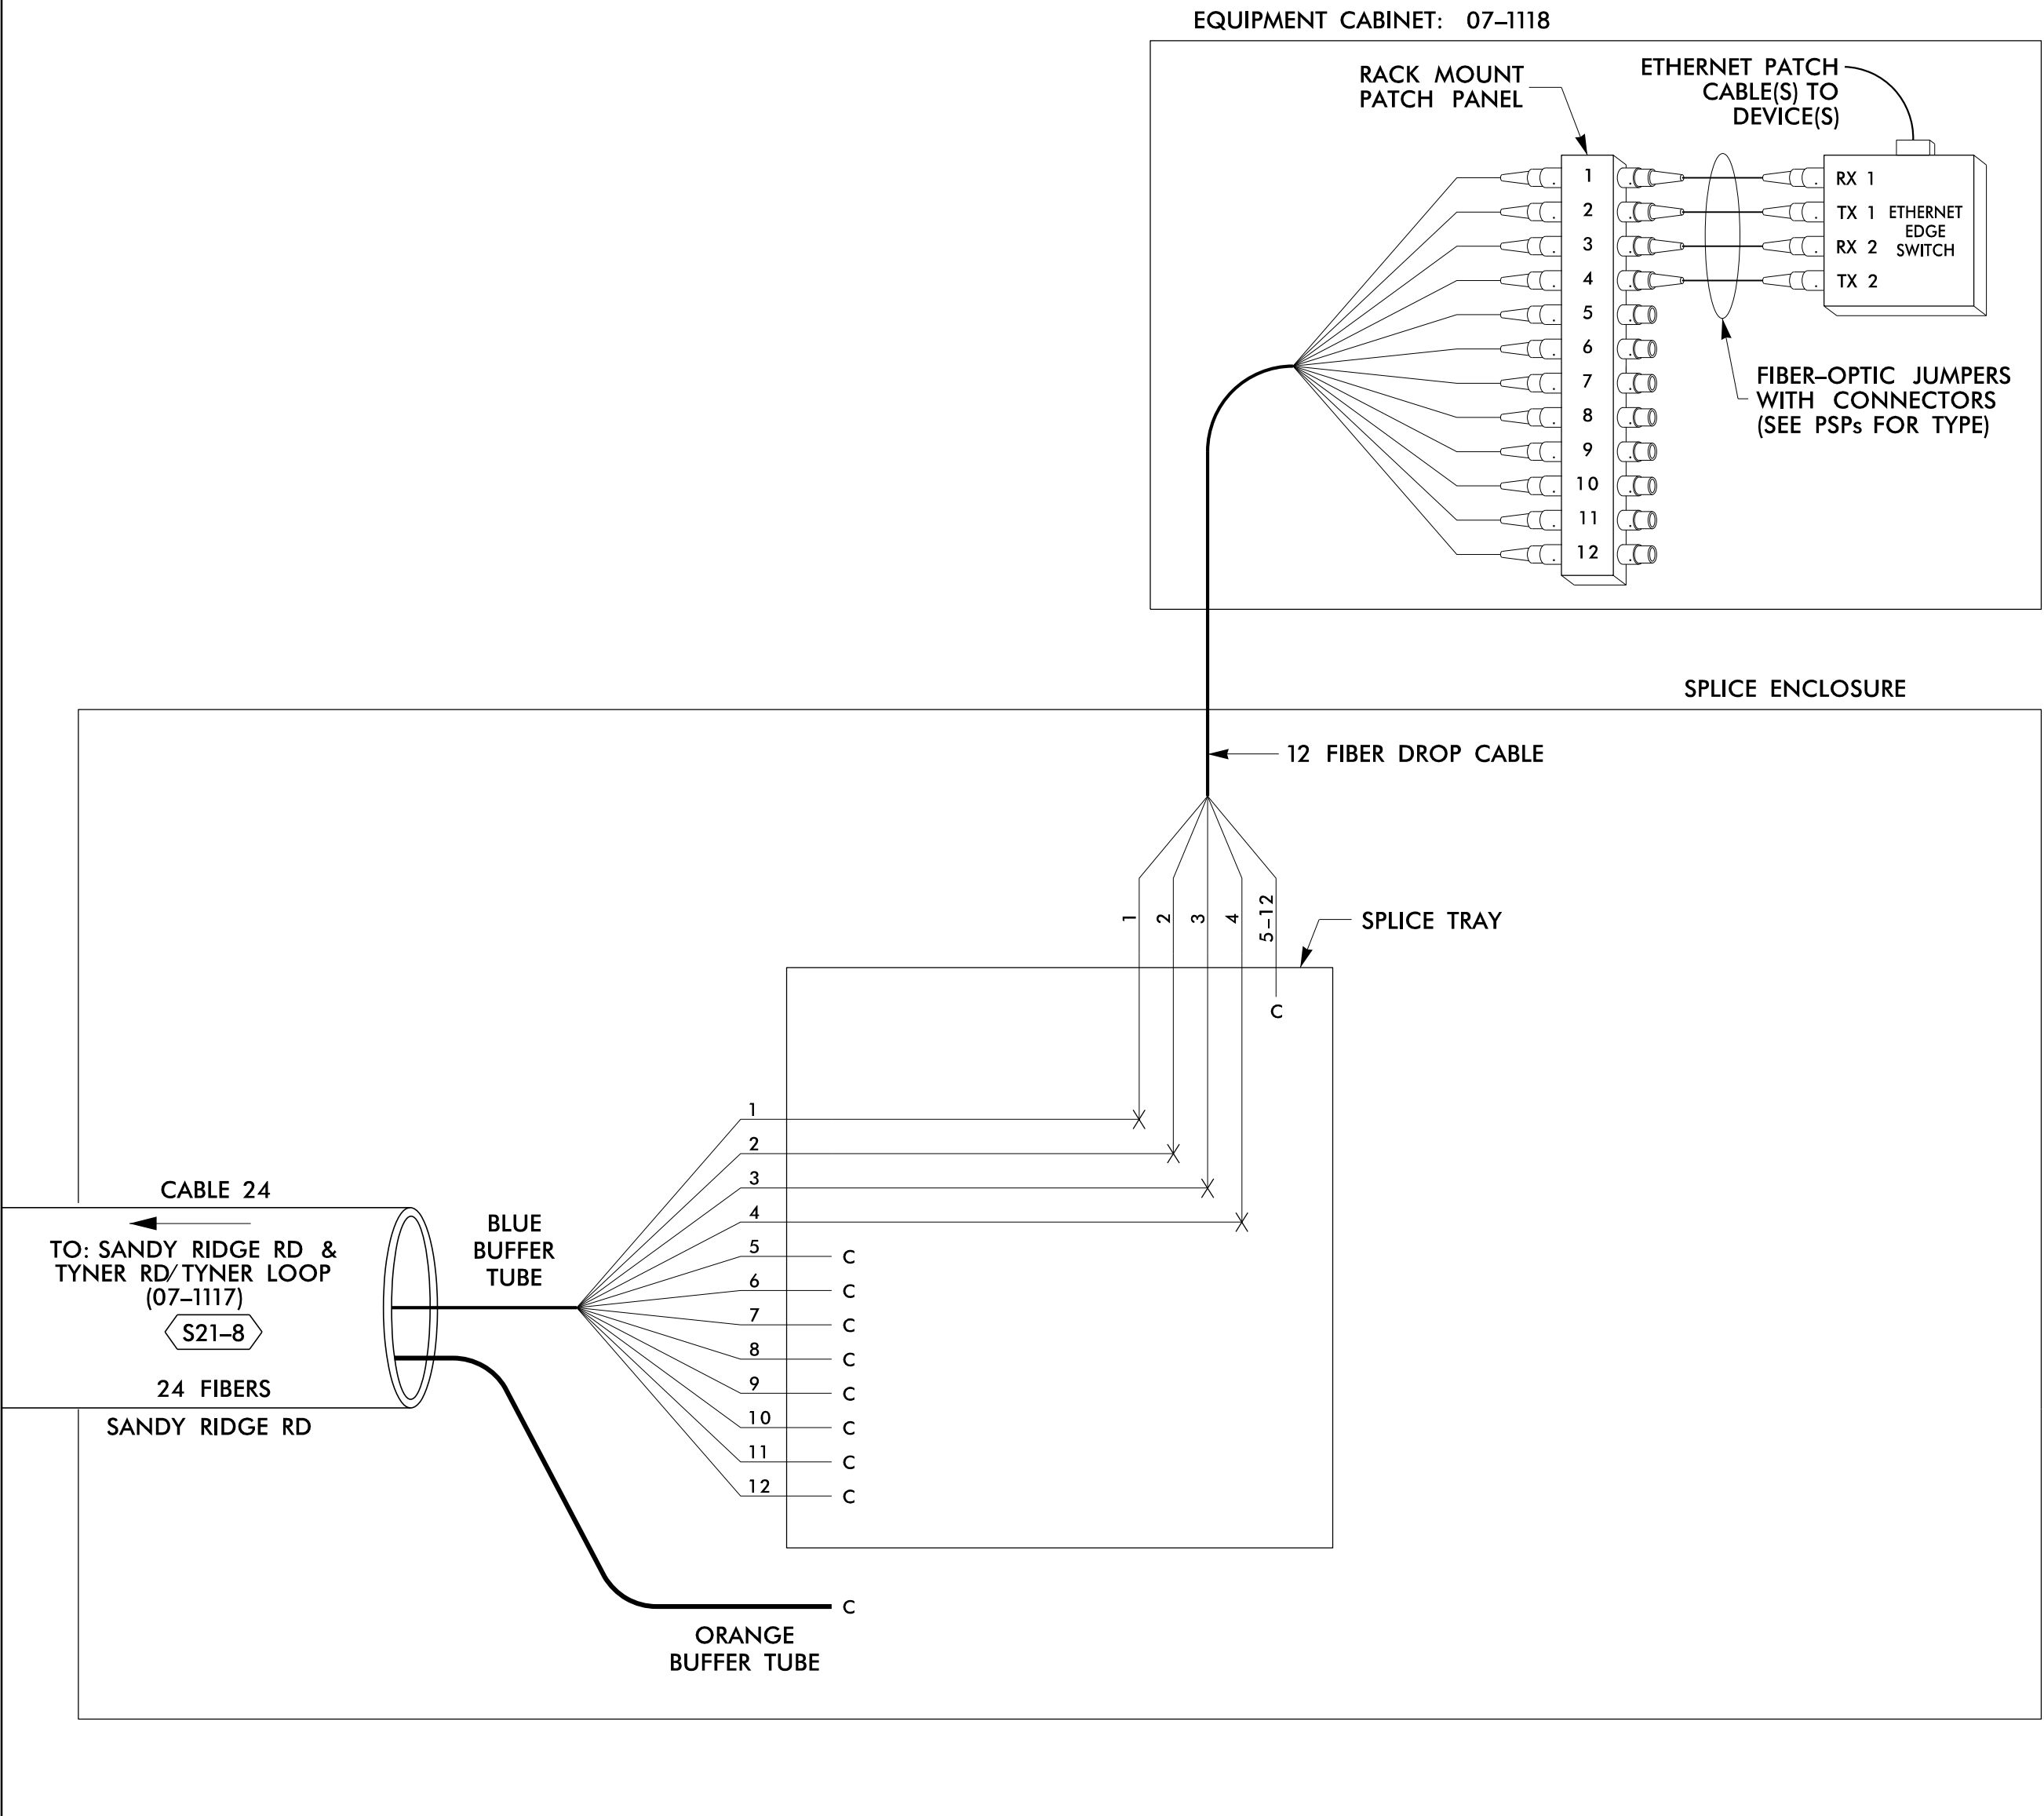 EQUIPMENT CABINET: 07–1118
RACK MOUNT
PATCH PANEL
ETHERNET PATCH
CABLE(S) TO
DEVICE(S)
1
2
3
4
5
6
7
8
9
10
11
12
RX 1
TX 1
RX 2
TX 2
ETHERNET
EDGE
SWITCH
FIBER–OPTIC JUMPERS
WITH CONNECTORS
(SEE PSPs FOR TYPE)
SPLICE ENCLOSURE
12 FIBER DROP CABLE
1
2
3
4
5–12
SPLICE TRAY
C
CABLE 24
TO: SANDY RIDGE RD &
TYNER RD/TYNER LOOP
(07–1117)
S21–8
24 FIBERS
SANDY RIDGE RD
BLUE
BUFFER
TUBE
1
2
3
4
5 C
6 C
7 C
8 C
9 C
10 C
11 C
12 C
C
ORANGE
BUFFER TUBE